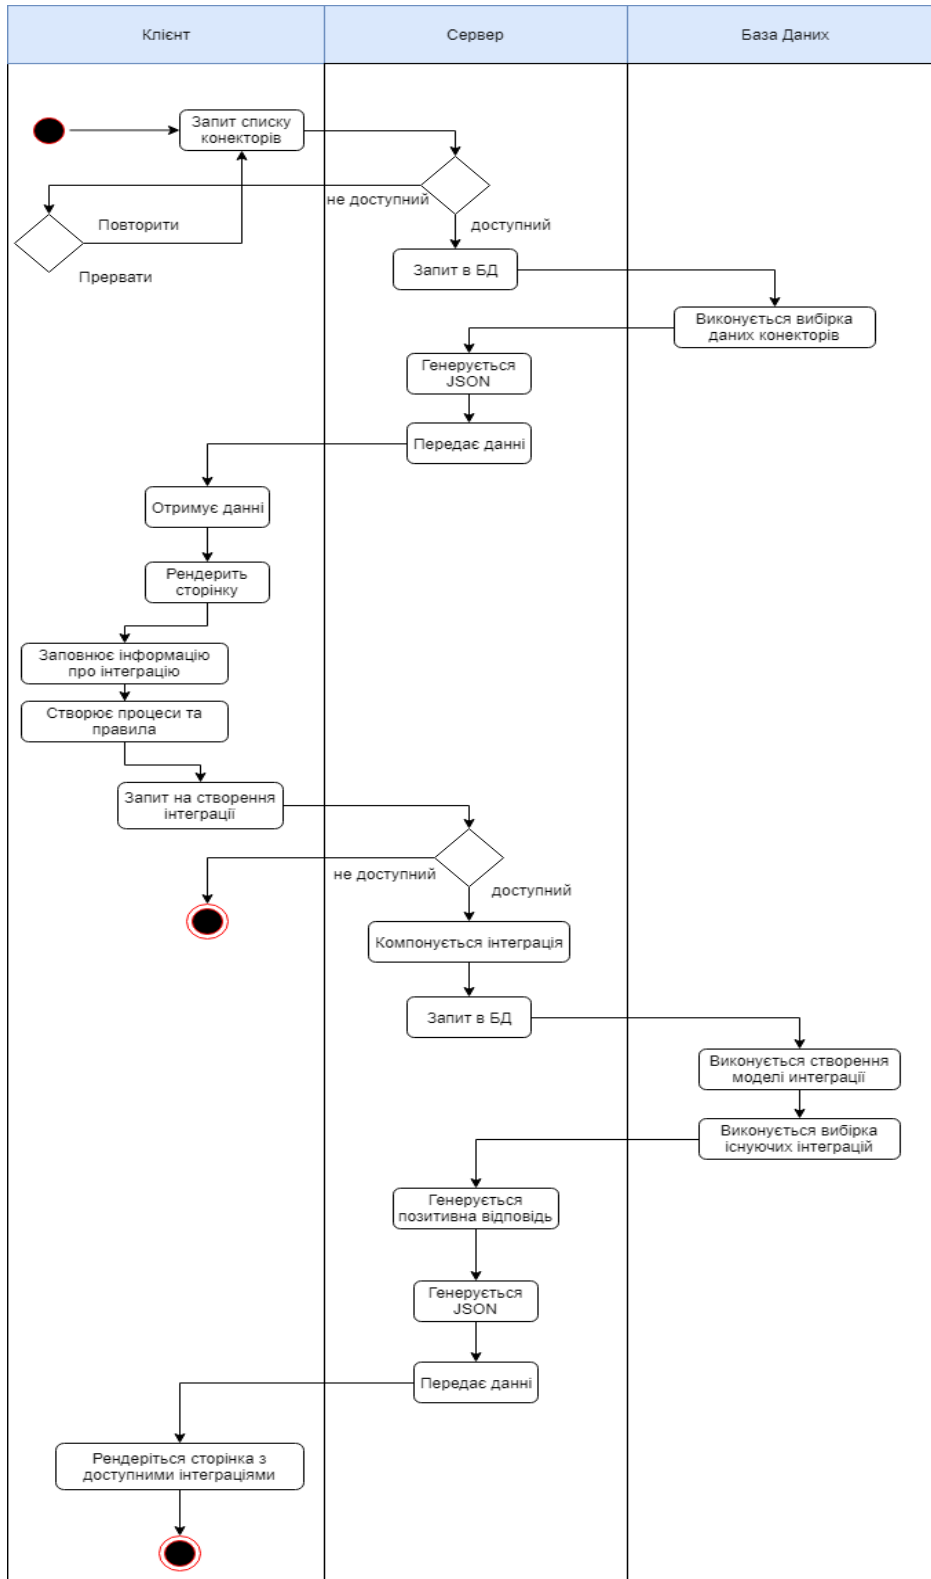 Клієнт
Сервер
База Даних
Запит списку
конекторів
не доступний
доступний
Повторити
Прервати
Запит в БД
Виконується вибірка
даних конекторів
Генерується
JSON
Передає данні
Отримує данні
Рендерить
сторінку
Заповнює інформацію
про інтеграцію
Створює процеси та
правила
Запит на створення
інтеграції
не доступний
доступний
Компонується інтеграція
Запит в БД
Виконується створення
моделі интеграції
Виконується вибірка
існуючих інтеграцій
Генерується
позитивна відповідь
Генерується
JSON
Передає данні
Рендеріться сторінка з
доступними інтеграціями